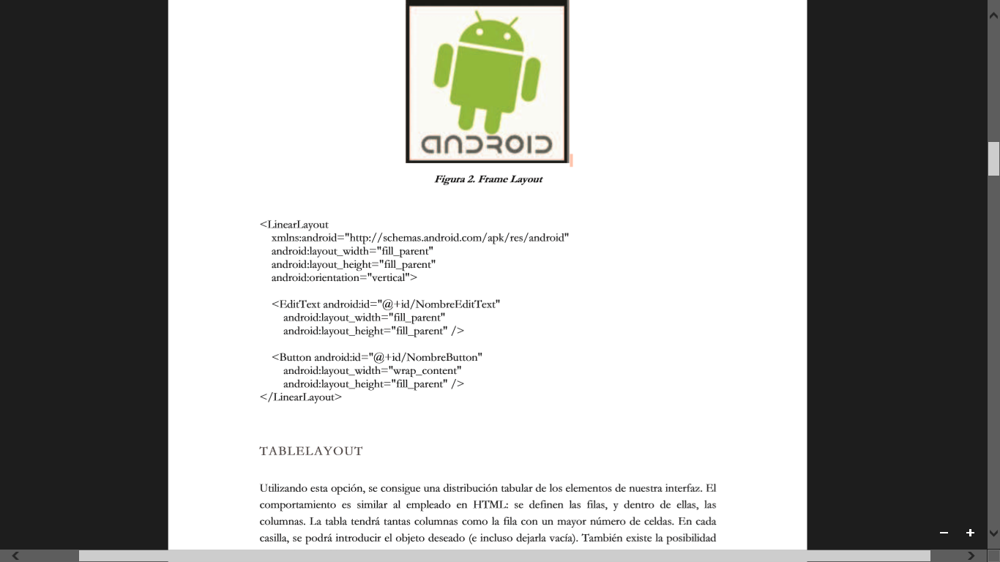 ANDROID
Figura 2. Frame Layout
<LinearLayout
xmlns:android="http://schemas.android.com/apk/res/android"
android:layout_width="fill_parent"
android:layout_height="fill_parent"
android:orientation="vertical">
<EditText android:id="@+id/NombreEditText"
android:layout_width="fill_parent"
android:layout_height="fill_parent" />
<Button android:id="@+id/NombreButton"
android:layout_width="wrap_content"
android:layout_height="fill_parent" />
</LinearLayout>
TABLELAYOUT
Utilizando esta opción, se consigue una distribución tabular de los elementos de nuestra interfaz. El
comportamiento es similar al empleado en HTML: se definen las filas, y dentro de ellas, las
columnas. La tabla tendrá tantas columnas como la fila con un mayor número de celdas. En cada
casilla, se podrá introducir el objeto deseado (e incluso dejarla vacía). También existe la posibilidad